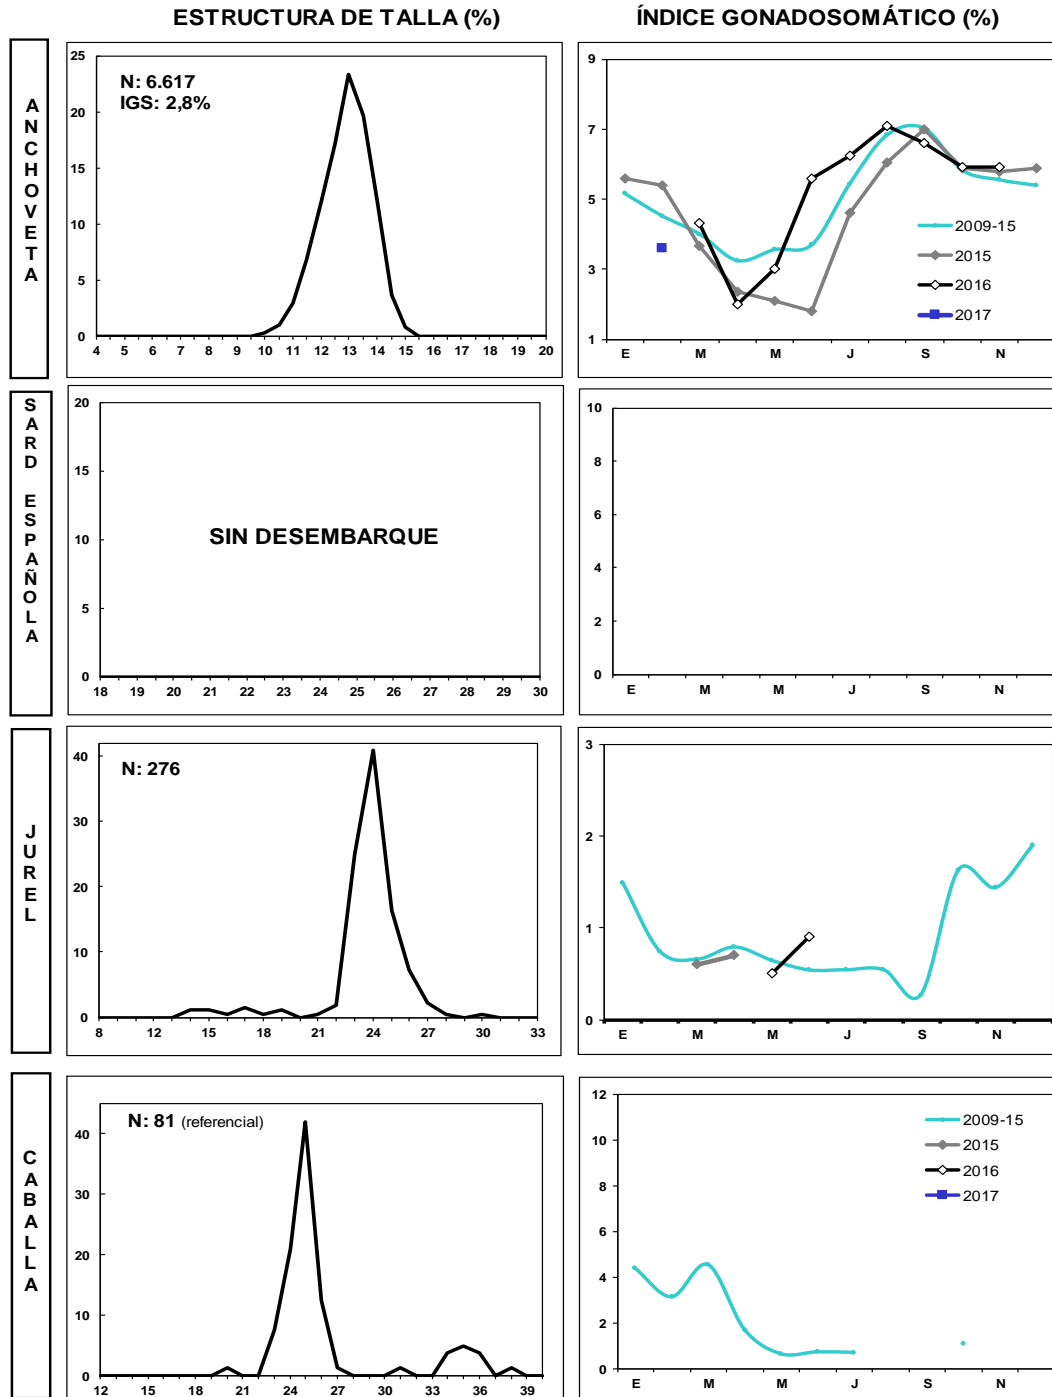 ESTRUCTURA DE TALLA (%)
ÍNDICE GONADOSOMÁTICO (%)
ANCHOVETA
N: 6.617
IGS: 2,8%
25
20
15
10
5
0
4 5 6 7 8 9 10 11 12 13 14 15 16 17 18 19 20
9
7
5
3
1
E M M J S N
2009-15
2015
2016
2017
SARD ESPAÑOLA
20
15
10
5
0
SIN DESEMBARQUE
18 19 20 21 22 23 24 25 26 27 28 29 30
10
8
6
4
2
0
E M M J S N
JUREL
N: 276
40
30
20
10
0
8 12 15 18 21 24 27 30 33
3
2
1
0
E M M J S N
CABALLA
N: 81 (referencial)
40
30
20
10
0
12 15 18 21 24 27 30 33 36 39
12
10
8
6
4
2
0
2009-15
2015
2016
2017
E M M J S N